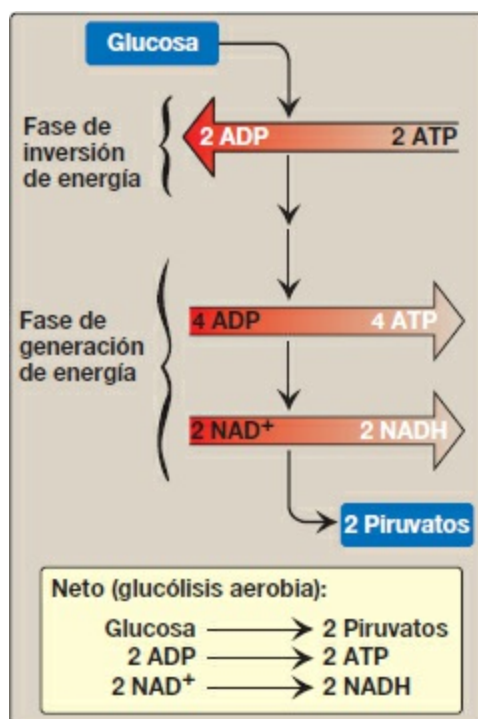 Glucosa
Fase de
inversión
de energía
2 ADP 2 ATP
Fase de
generación
de energía
4 ADP 4 ATP
2 NAD+ 2 NADH
2 Piruvatos
Neto (glucólisis aerobia):
Glucosa → 2 Piruvatos
2 ADP → 2 ATP
2 NAD+ → 2 NADH